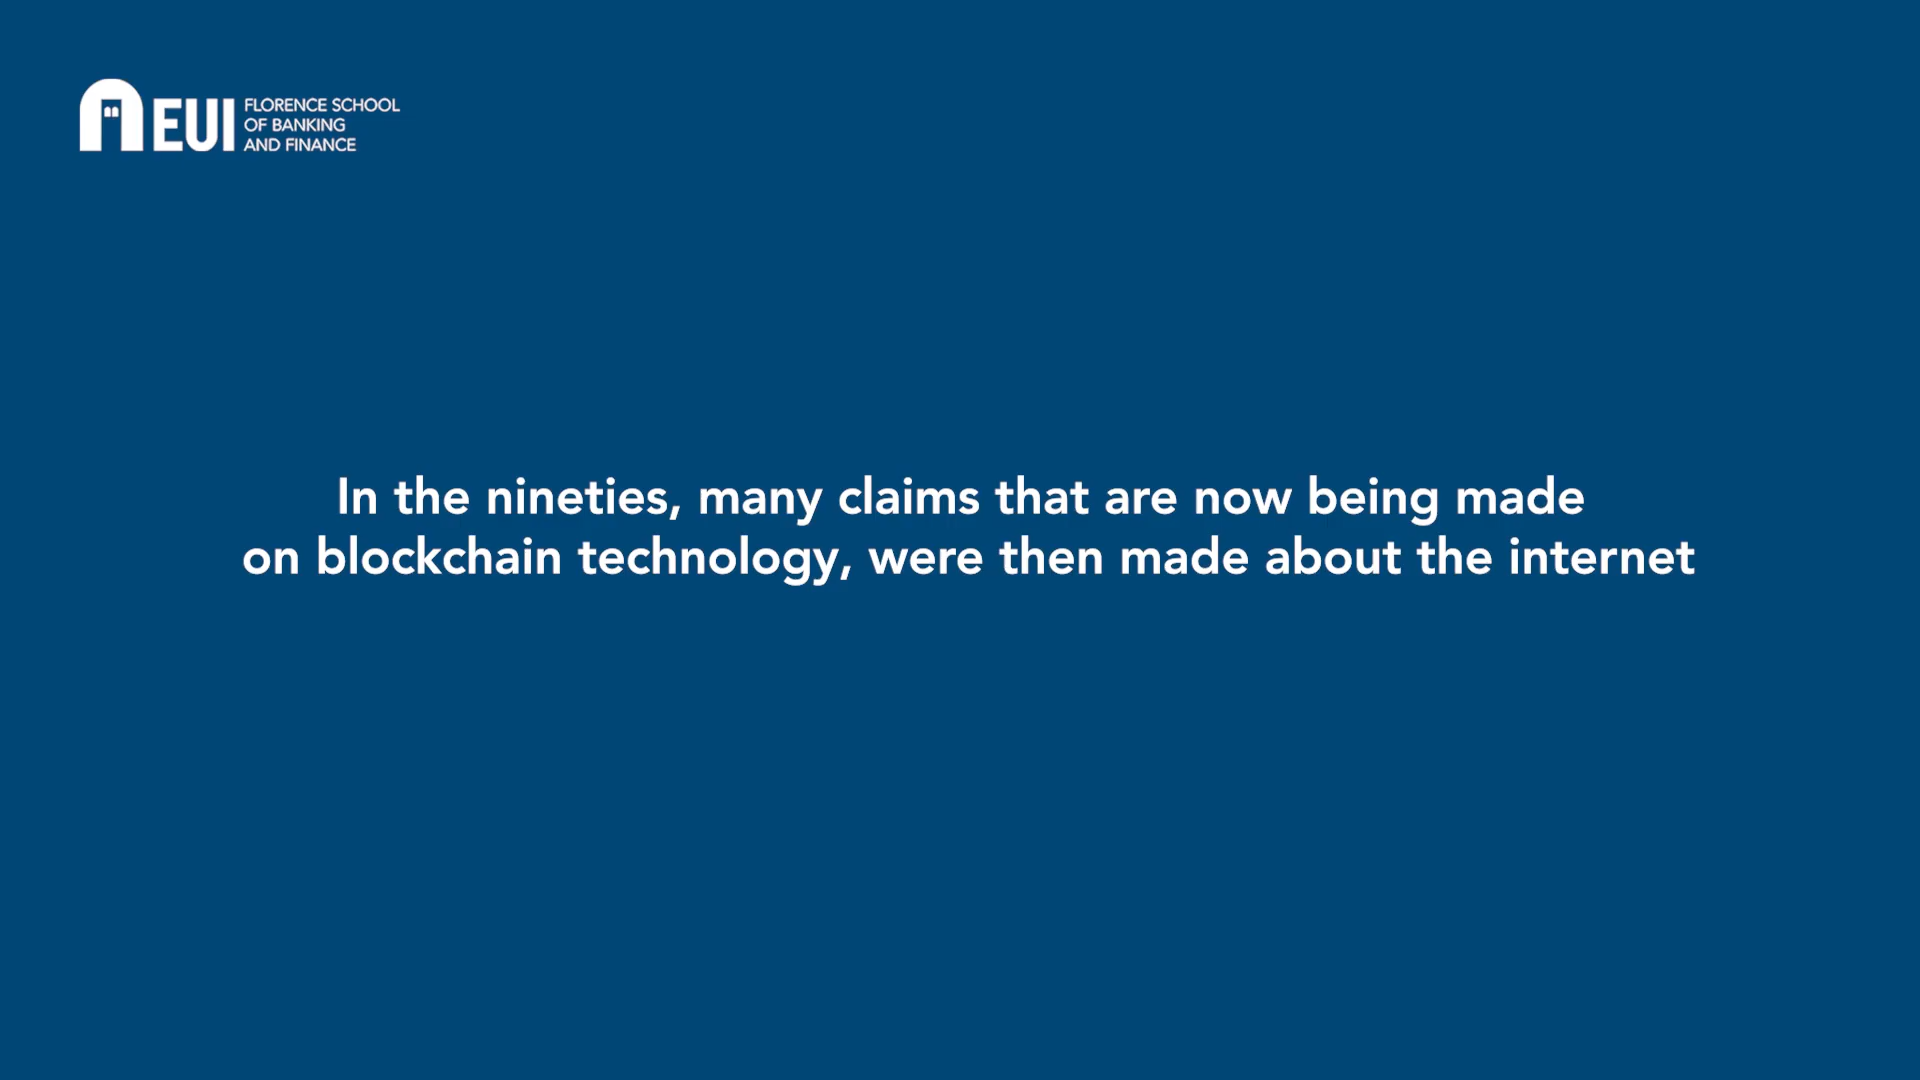 EUI
FLORENCE SCHOOL
OF BANKING
AND FINANCE
In the nineties, many claims that are now being made
on blockchain technology, were then made about the internet